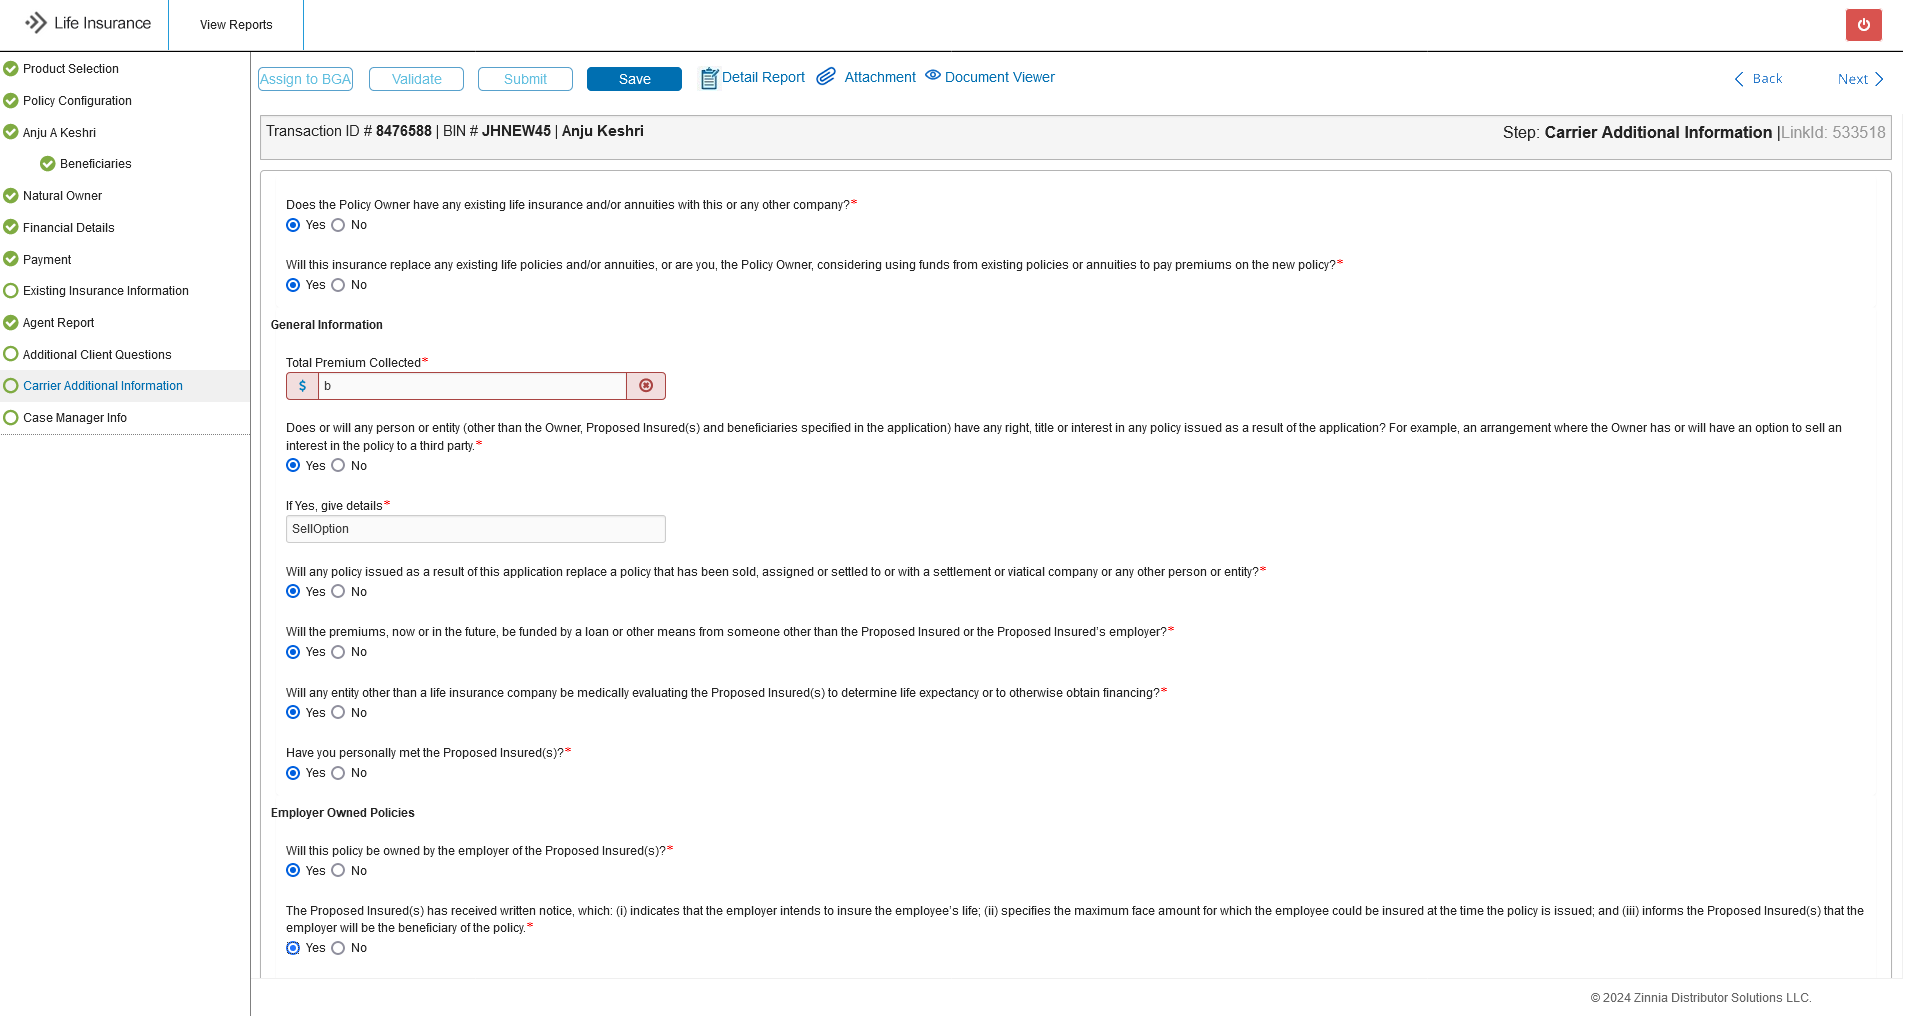 Life Insurance
View Reports
Product Selection
Policy Configuration
Anju A Keshri
Beneficiaries
Natural Owner
Financial Details
Payment
Existing Insurance Information
Agent Report
Additional Client Questions
Carrier Additional Information
Case Manager Info
Assign to BGA
Validate
Submit
Save
Detail Report
Attachment
Document Viewer
Back
Next
Transaction ID # 8476588 | BIN # JHNEW45 | Anju Keshri
Step: Carrier Additional Information |LinkId: 533518
Does the Policy Owner have any existing life insurance and/or annuities with this or any other company?*
Yes No
Will this insurance replace any existing life policies and/or annuities, or are you, the Policy Owner, considering using funds from existing policies or annuities to pay premiums on the new policy?*
Yes No
General Information
Total Premium Collected*
$ b
Does or will any person or entity (other than the Owner, Proposed Insured(s) and beneficiaries specified in the application) have any right, title or interest in any policy issued as a result of the application? For example, an arrangement where the Owner has or will have an option to sell an
interest in the policy to a third party.*
Yes No
If Yes, give details*
SellOption
Will any policy issued as a result of this application replace a policy that has been sold, assigned or settled to or with a settlement or viatical company or any other person or entity?*
Yes No
Will the premiums, now or in the future, be funded by a loan or other means from someone other than the Proposed Insured or the Proposed Insured's employer?*
Yes No
Will any entity other than a life insurance company be medically evaluating the Proposed Insured(s) to determine life expectancy or to otherwise obtain financing?*
Yes No
Have you personally met the Proposed Insured(s)?*
Yes No
Employer Owned Policies
Will this policy be owned by the employer of the Proposed Insured(s)?*
Yes No
The Proposed Insured(s) has received written notice, which: (i) indicates that the employer intends to insure the employee's life; (ii) specifies the maximum face amount for which the employee could be insured at the time the policy is issued; and (iii) informs the Proposed Insured(s) that the
employer will be the beneficiary of the policy.*
Yes No
© 2024 Zinnia Distributor Solutions LLC.